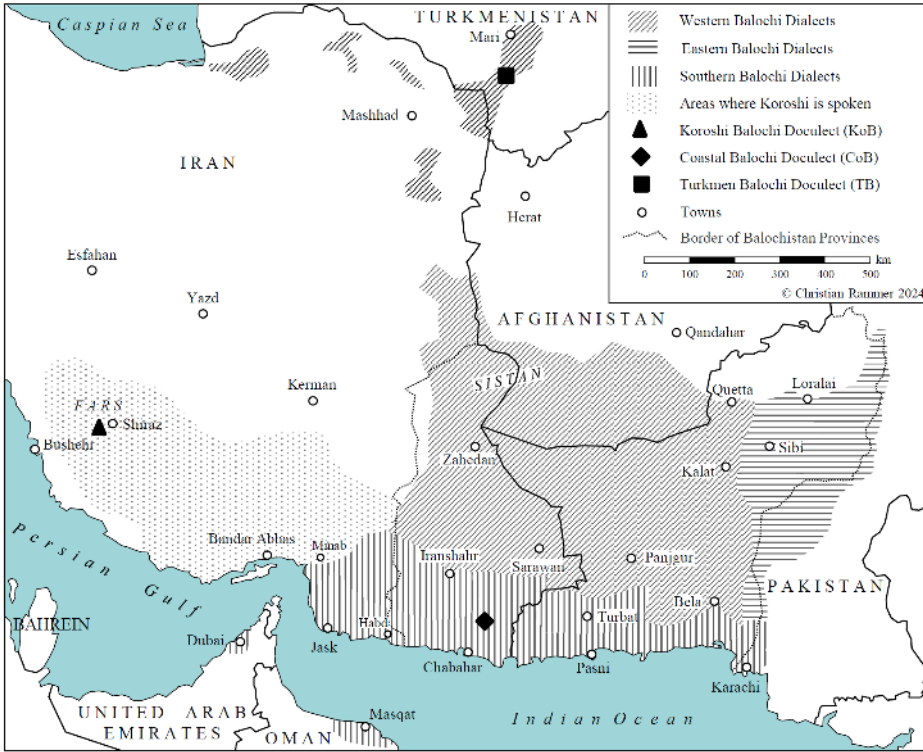 Caspian Sea
TURKMENISTAN
Mari
Mashhad
IRAN
Herat
Esfahan
Yazd
AFGHANISTAN
Qandahar
Kerman
SISTAN
Quetta
Loralai
FARS
Shiraz
Bushehr
Zahedan
Kalat
Sibi
Persian Gulf
Bandar Abbas
Minab
Iranshahr
Sarawan
Panjgur
PAKISTAN
BAHREIN
Dubai
Jask
Habd
Turbat
Bela
Chabahar
Pasni
Karachi
UNITED ARAB
EMIRATES
OMAN
Masqat
Indian Ocean
Western Balochi Dialects
Eastern Balochi Dialects
Southern Balochi Dialects
Areas where Koroshi is spoken
Koroshi Balochi Doculect (KoB)
Coastal Balochi Doculect (CoB)
Turkmen Balochi Doculect (TB)
Towns
Border of Balochistan Provinces
km
0 100 200 300 400 500
© Christian Rammer 2024